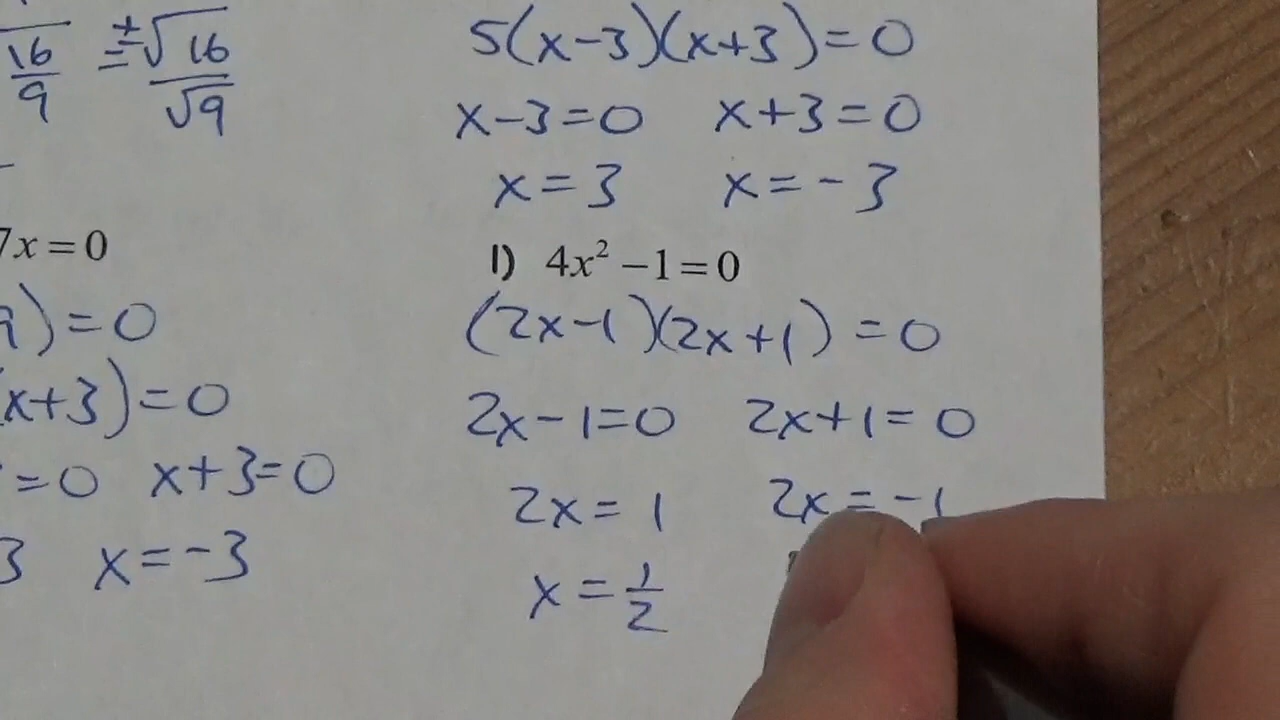 16/9 ±√16/√9
7x = 0
9) = 0
(x+3) = 0
= 0 x+3=0
3 x = -3
5(x-3)(x+3) = 0
x-3=0 x+3=0
x = 3 x = -3
l) 4x² - 1 = 0
(2x-1)(2x+1) = 0
2x-1=0 2x+1=0
2x = 1 2x = -1
x = 1/2